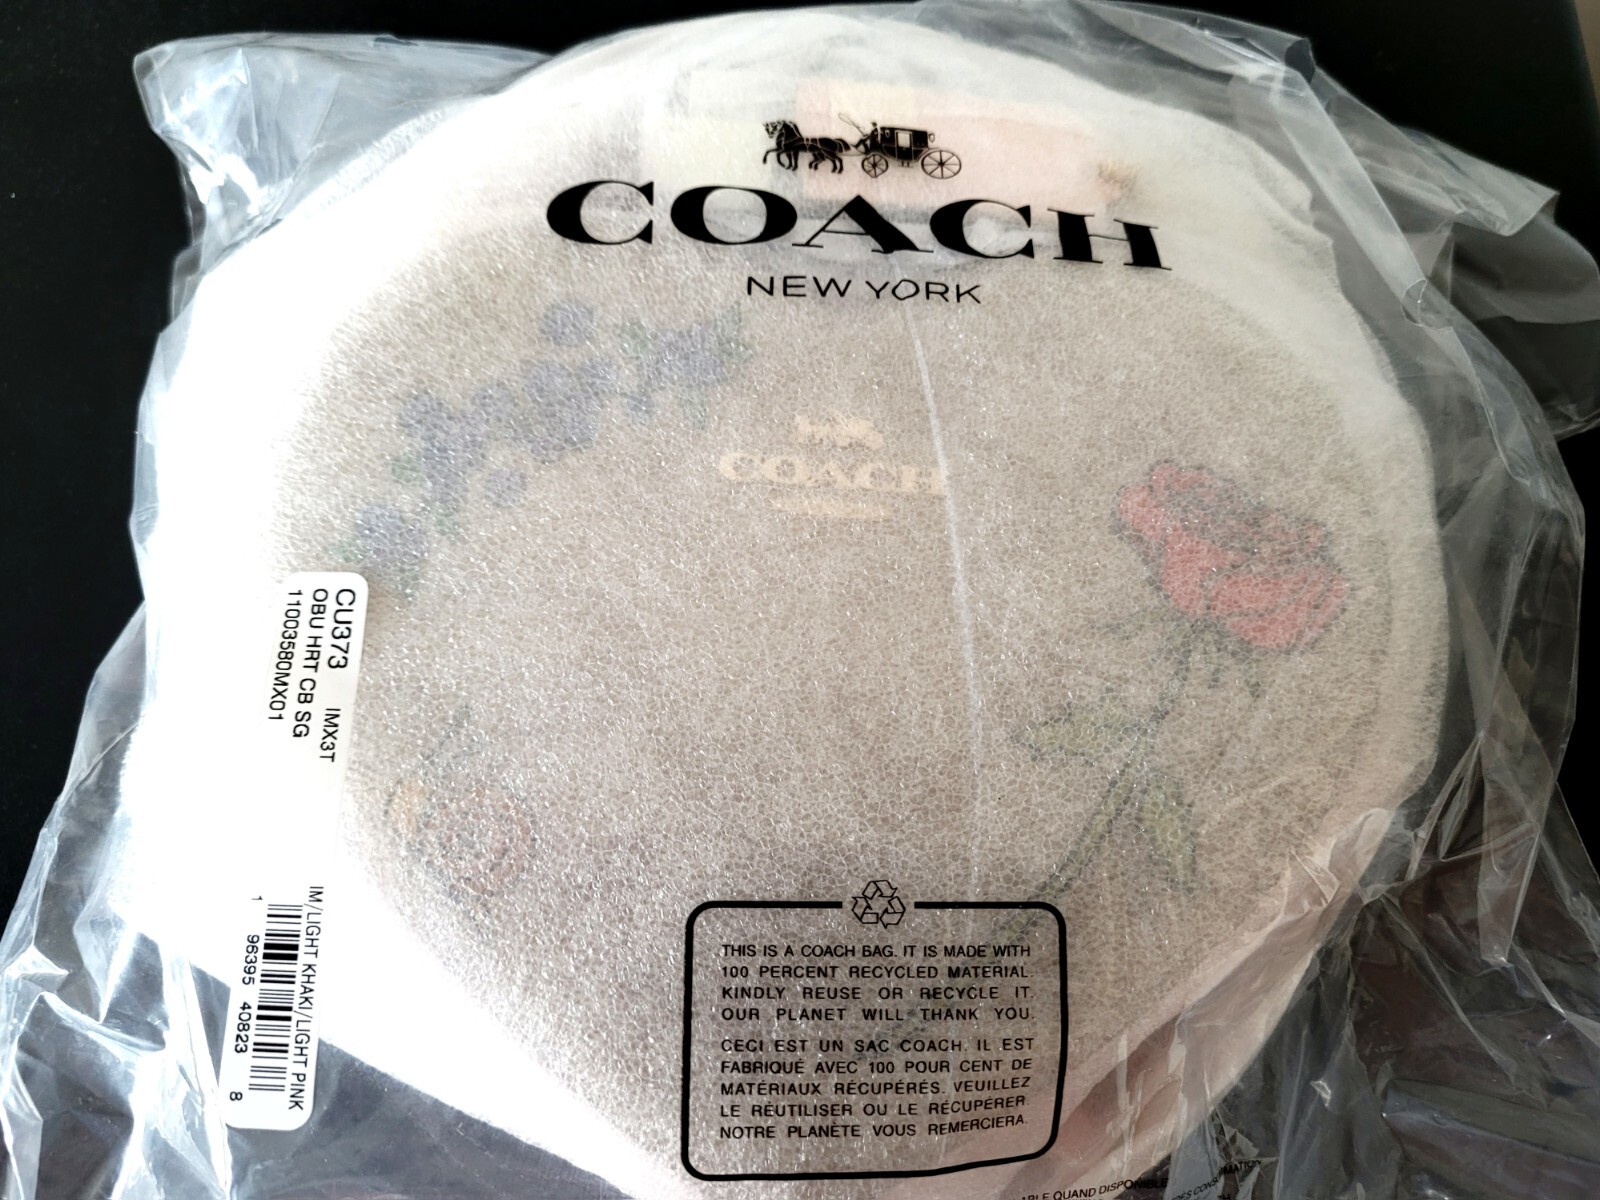 COACH
NEW YORK
COACH
CU373 IMX3T
OBU HRT CB SG
11003580MX01
IM/LIGHT KHAKI/LIGHT PINK
1 96395 40823 8
THIS IS A COACH BAG. IT IS MADE WITH
100 PERCENT RECYCLED MATERIAL.
KINDLY REUSE OR RECYCLE IT.
OUR PLANET WILL THANK YOU.
CECI EST UN SAC COACH. IL EST
FABRIQUÉ AVEC 100 POUR CENT DE
MATÉRIAUX RÉCUPÉRÉS. VEUILLEZ
LE RÉUTILISER OU LE RÉCUPÉRER.
NOTRE PLANÈTE VOUS REMERCIERA.
QUAND DISPONIBLE